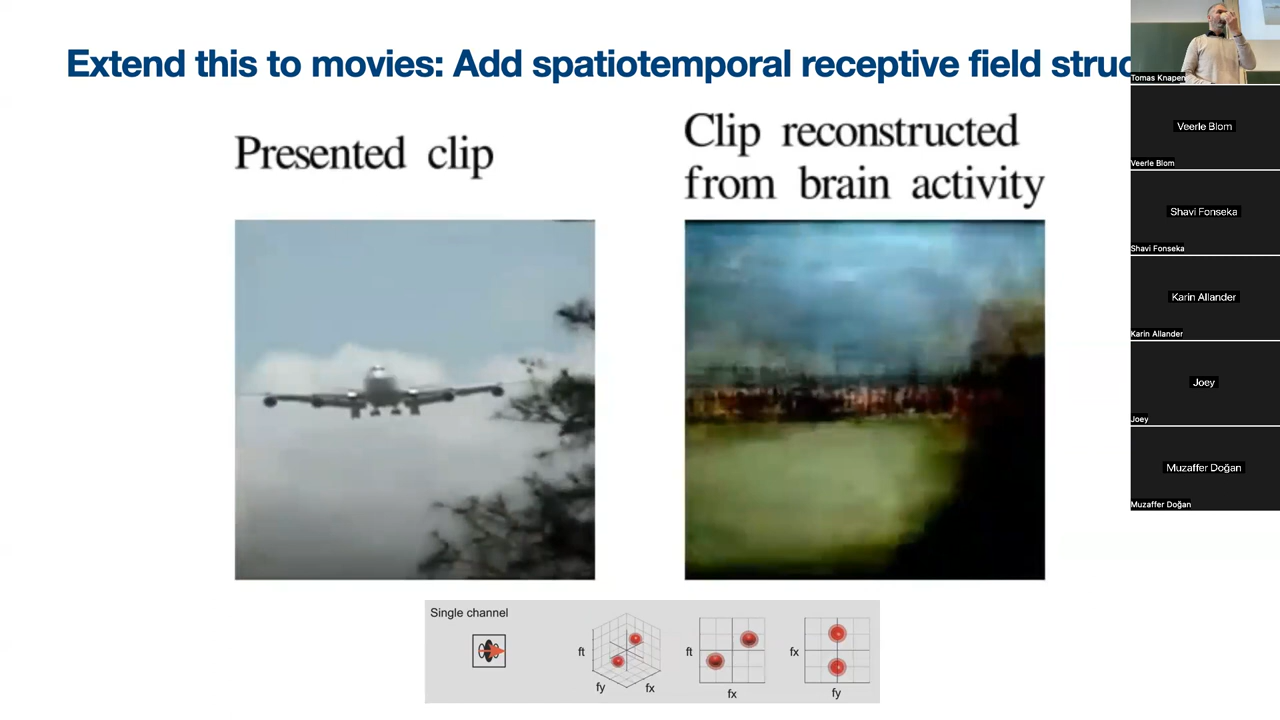 Extend this to movies: Add spatiotemporal receptive field struc
Presented clip
Clip reconstructed
from brain activity
Single channel
ft
fy
fx
ft
fx
fx
fy
Tomas Knapen
Veerle Blom
Veerle Blom
Shavi Fonseka
Shavi Fonseka
Karin Allander
Karin Allander
Joey
Joey
Muzaffer Doğan
Muzaffer Doğan